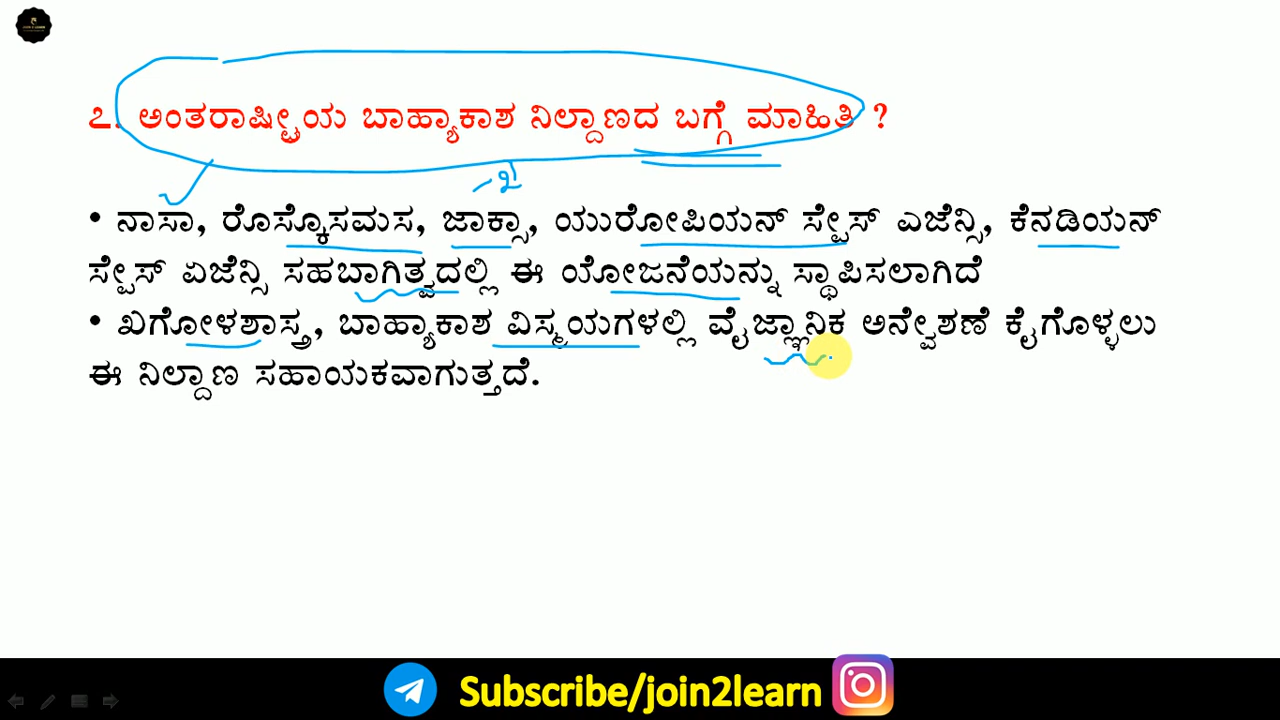 ೭. ಅಂತರಾಷ್ಟ್ರೀಯ ಬಾಹ್ಯಾಕಾಶ ನಿಲ್ದಾಣದ ಬಗ್ಗೆ ಮಾಹಿತಿ ?
• ನಾಸಾ, ರೊಸ್ಕೊಸಮಸ, ಜಾಕ್ಸಾ, ಯುರೋಪಿಯನ್ ಸ್ಪೇಸ್ ಎಜೆನ್ಸಿ, ಕೆನಡಿಯನ್
ಸ್ಪೇಸ್ ಏಜೆನ್ಸಿ ಸಹಬಾಗಿತ್ವದಲ್ಲಿ ಈ ಯೋಜನೆಯನ್ನು ಸ್ಥಾಪಿಸಲಾಗಿದೆ
• ಖಗೋಳಶಾಸ್ತ್ರ, ಬಾಹ್ಯಾಕಾಶ ವಿಸ್ಮಯಗಳಲ್ಲಿ ವೈಜ್ಞಾನಿಕ ಅನ್ವೇಶಣೆ ಕೈಗೊಳ್ಳಲು
ಈ ನಿಲ್ದಾಣ ಸಹಾಯಕವಾಗುತ್ತದೆ.
Subscribe/join2learn